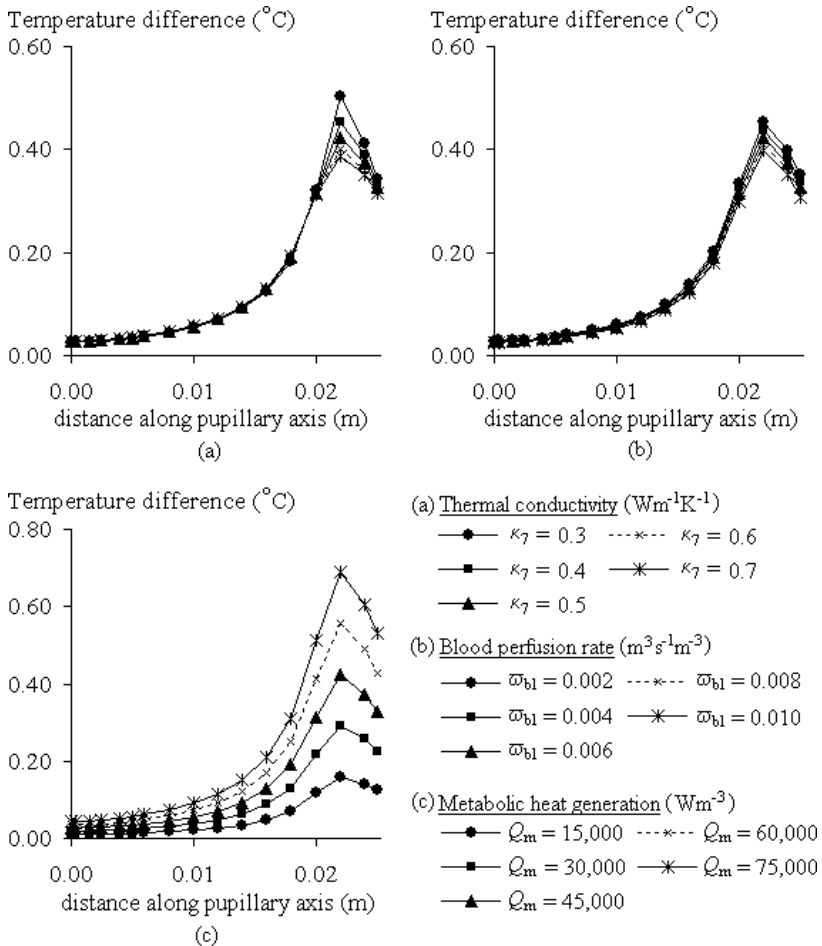 Temperature difference (°C)
0.60
0.40
0.20
0.00
0.00 0.01 0.02
distance along pupillary axis (m)
(a)
Temperature difference (°C)
0.60
0.40
0.20
0.00
0.00 0.01 0.02
distance along pupillary axis (m)
(b)
Temperature difference (°C)
0.80
0.60
0.40
0.20
0.00
0.00 0.01 0.02
distance along pupillary axis (m)
(c)
(a) Thermal conductivity (Wm⁻¹K⁻¹)
κ₇ = 0.3 κ₇ = 0.6
κ₇ = 0.4 κ₇ = 0.7
κ₇ = 0.5
(b) Blood perfusion rate (m³s⁻¹m⁻³)
ϖbl = 0.002 ϖbl = 0.008
ϖbl = 0.004 ϖbl = 0.010
ϖbl = 0.006
(c) Metabolic heat generation (Wm⁻³)
Qm = 15,000 Qm = 60,000
Qm = 30,000 Qm = 75,000
Qm = 45,000